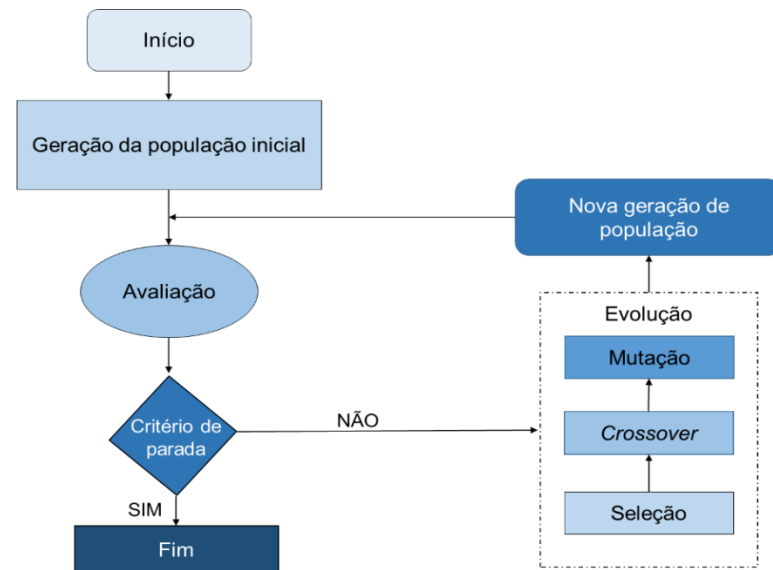 Início
Geração da população inicial
Nova geração de
população
Avaliação
Evolução
Mutação
Critério de
parada
NÃO
Crossover
SIM
Seleção
Fim